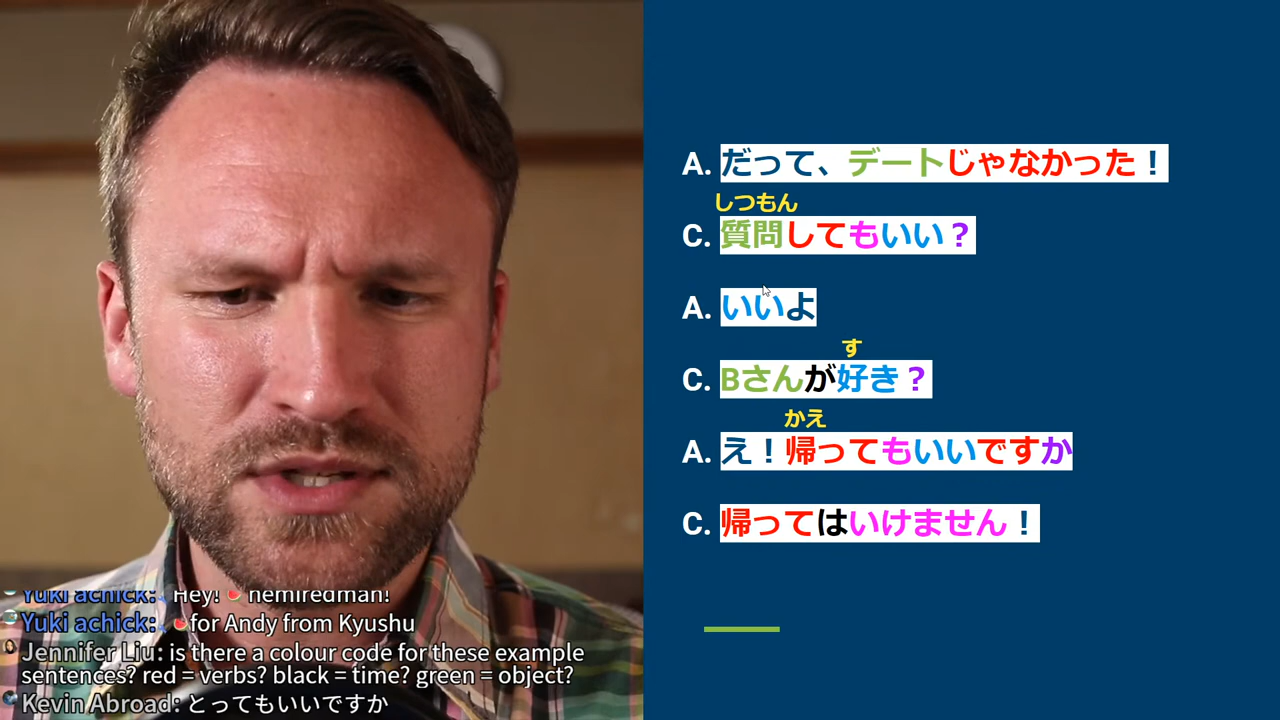 A. だって、デートじゃなかった！
しつもん
C. 質問してもいい？
A. いいよ
す
C. Bさんが好き？
かえ
A. え！帰ってもいいですか
C. 帰ってはいけません！
Yuki achick: Hey! nemiredman!
Yuki achick: for Andy from Kyushu
Jennifer Liu: is there a colour code for these example
sentences? red = verbs? black = time? green = object?
Kevin Abroad: とってもいいですか